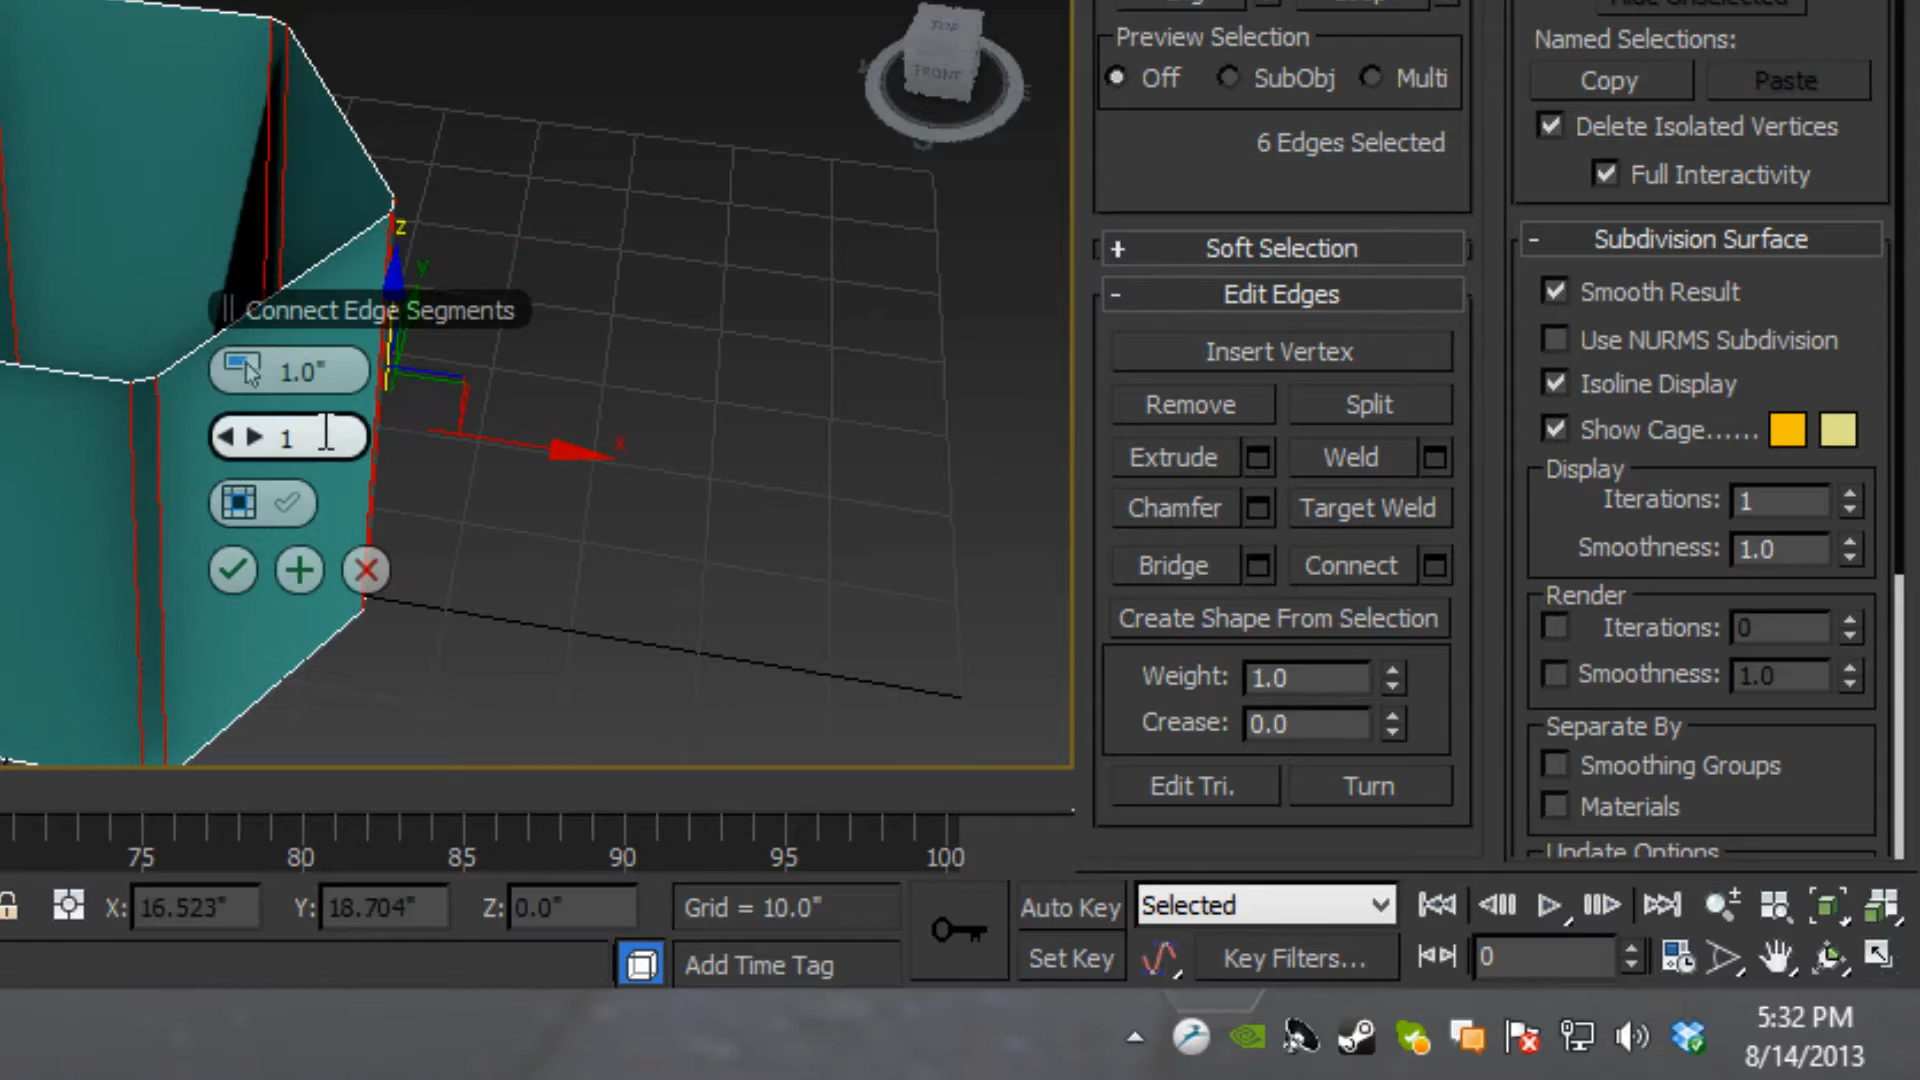 TOP
FRONT
z
y
x
Connect Edge Segments
1.0"
1
Preview Selection
Off SubObj Multi
6 Edges Selected
+ Soft Selection
- Edit Edges
Insert Vertex
Remove Split
Extrude Weld
Chamfer Target Weld
Bridge Connect
Create Shape From Selection
Weight: 1.0
Crease: 0.0
Edit Tri. Turn
Named Selections:
Copy Paste
Delete Isolated Vertices
Full Interactivity
- Subdivision Surface
Smooth Result
Use NURMS Subdivision
Isoline Display
Show Cage......
Display
Iterations: 1
Smoothness: 1.0
Render
Iterations: 0
Smoothness: 1.0
Separate By
Smoothing Groups
Materials
Update Options
75 80 85 90 95 100
X: 16.523" Y: 18.704" Z: 0.0" Grid = 10.0" Auto Key Selected
Add Time Tag Set Key Key Filters... 0
5:32 PM
8/14/2013